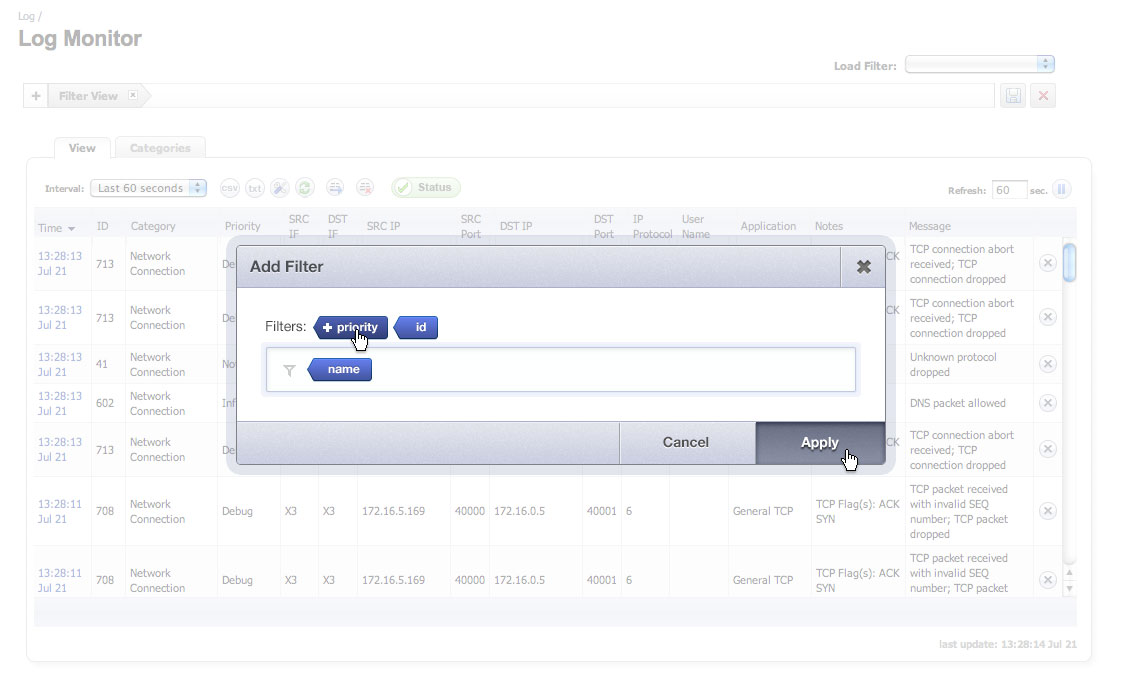 Log /
Log Monitor
Load Filter:
+ Filter View
View Categories
Interval: Last 60 seconds csv txt Status Refresh: 60 sec.
Time ID Category Priority SRC IF DST IF SRC IP SRC Port DST IP DST Port IP Protocol User Name Application Notes Message
13:28:13 Jul 21 713 Network Connection De CK TCP connection abort received; TCP connection dropped
Add Filter
13:28:13 Jul 21 713 Network Connection De CK TCP connection abort received; TCP connection dropped
Filters: + priority id
13:28:13 Jul 21 41 Network Connection No Unknown protocol dropped
name
13:28:13 Jul 21 602 Network Connection Inf DNS packet allowed
13:28:13 Jul 21 713 Network Connection De CK TCP connection abort received; TCP connection dropped
Cancel Apply
13:28:11 Jul 21 708 Network Connection Debug X3 X3 172.16.5.169 40000 172.16.0.5 40001 6 General TCP TCP Flag(s): ACK SYN TCP packet received with invalid SEQ number; TCP packet dropped
13:28:11 Jul 21 708 Network Connection Debug X3 X3 172.16.5.169 40000 172.16.0.5 40001 6 General TCP TCP Flag(s): ACK SYN TCP packet received with invalid SEQ number; TCP packet
last update: 13:28:14 Jul 21